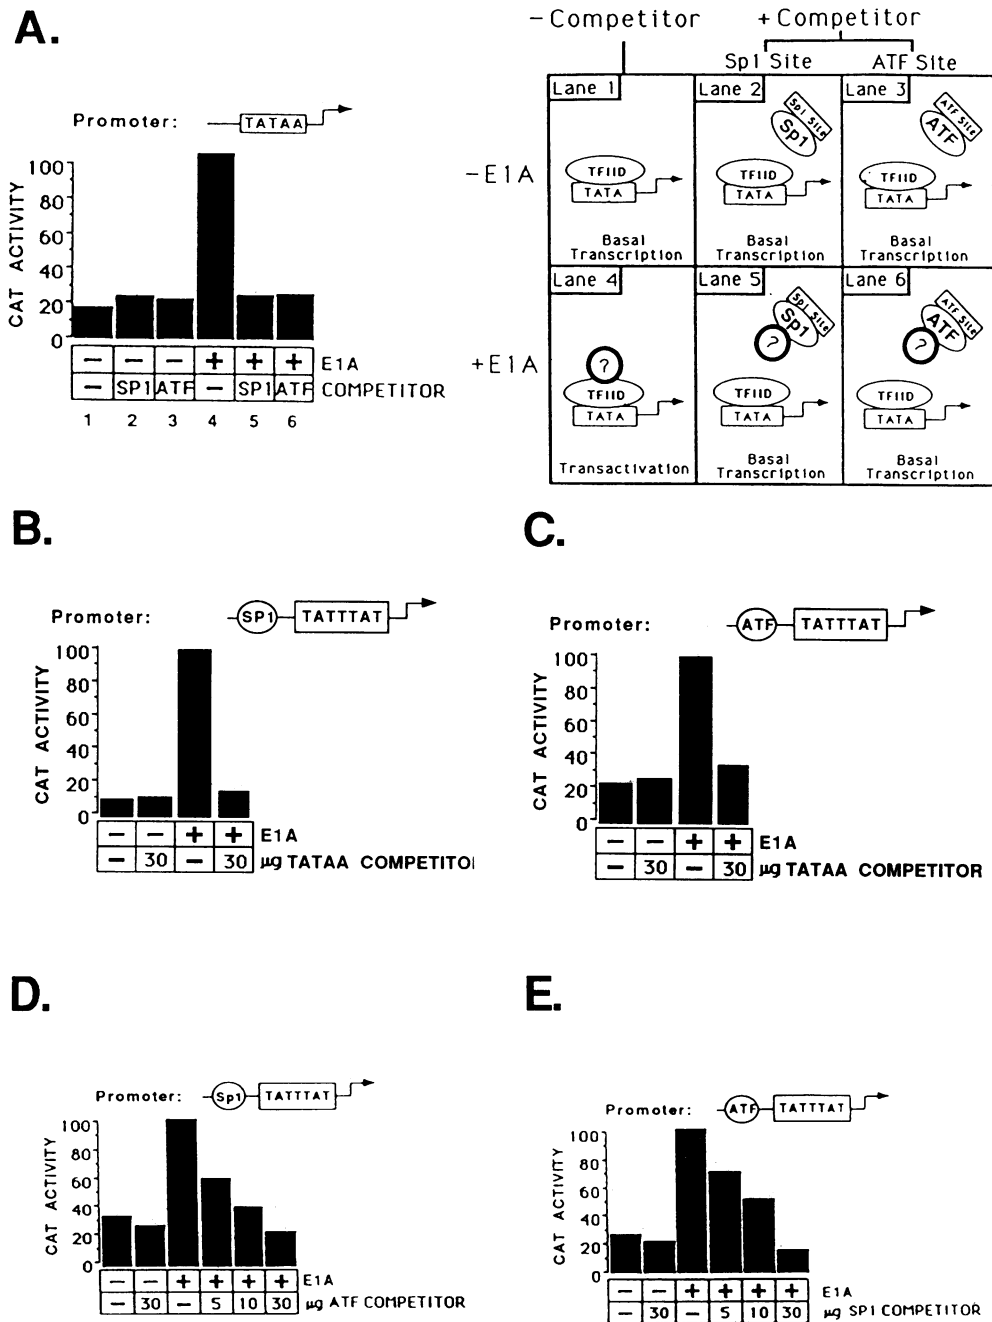 A.
Promoter: TATAA
CAT ACTIVITY
100
80
60
40
20
0
− − − + + + E1A
− SP1 ATF − SP1 ATF COMPETITOR
1 2 3 4 5 6
− Competitor
+ Competitor
Sp1 Site ATF Site
−E1A
+E1A
Lane 1
TFIID
TATA
Basal
Transcription
Lane 2
Sp1 Site
Sp1
TFIID
TATA
Basal
Transcription
Lane 3
ATF Site
ATF
TFIID
TATA
Basal
Transcription
Lane 4
?
TFIID
TATA
Transactivation
Lane 5
Sp1 Site
Sp1
?
TFIID
TATA
Basal
Transcription
Lane 6
ATF Site
ATF
?
TFIID
TATA
Basal
Transcription
B.
Promoter: SP1 TATTTAT
CAT ACTIVITY
100
80
60
40
20
0
− − + + E1A
− 30 − 30 µg TATAA COMPETITO
C.
Promoter: ATF TATTTAT
CAT ACTIVITY
100
80
60
40
20
0
− − + + E1A
− 30 − 30 µg TATAA COMPETITOR
D.
Promoter: Sp1 TATTTAT
CAT ACTIVITY
100
80
60
40
20
0
− − + + + + E1A
− 30 − 5 10 30 µg ATF COMPETITOR
E.
Promoter: ATF TATTTAT
CAT ACTIVITY
100
80
60
40
20
0
− − + + + + E1A
− 30 − 5 10 30 µg SP1 COMPETITOR